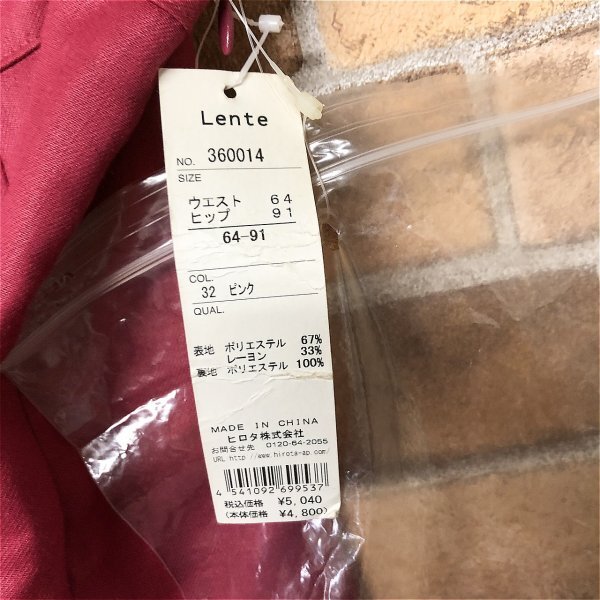 Lente
NO. 360014
SIZE
ウエスト 64
ヒップ 91
64-91
COL.
32 ピンク
QUAL.
表地 ポリエステル 67%
レーヨン 33%
裏地 ポリエステル 100%
MADE IN CHINA
ヒロタ株式会社
お問合せ先 0120-64-2055
URL http://www.hirota-ap.com/
4 541092 699537
税込価格 ¥5,040
(本体価格 ¥4,800)